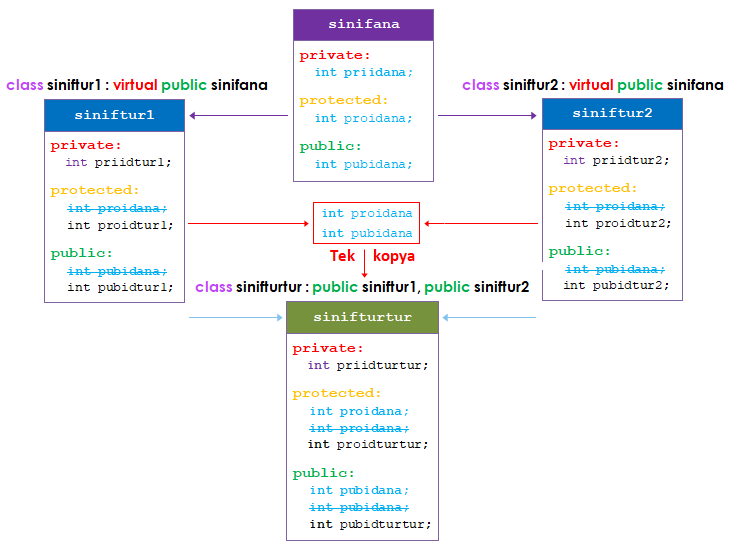 sinifana
private:
int priidana;
protected:
int proidana;
public:
int pubidana;
class siniftur1 : virtual public sinifana
siniftur1
private:
int priidtur1;
protected:
int proidana;
int proidtur1;
public:
int pubidana;
int pubidtur1;
class siniftur2 : virtual public sinifana
siniftur2
private:
int priidtur2;
protected:
int proidana;
int proidtur2;
public:
int pubidana;
int pubidtur2;
int proidana
int pubidana
Tek kopya
class sinifturtur : public siniftur1, public siniftur2
sinifturtur
private:
int priidturtur;
protected:
int proidana;
int proidana;
int proidturtur;
public:
int pubidana;
int pubidana;
int pubidturtur;